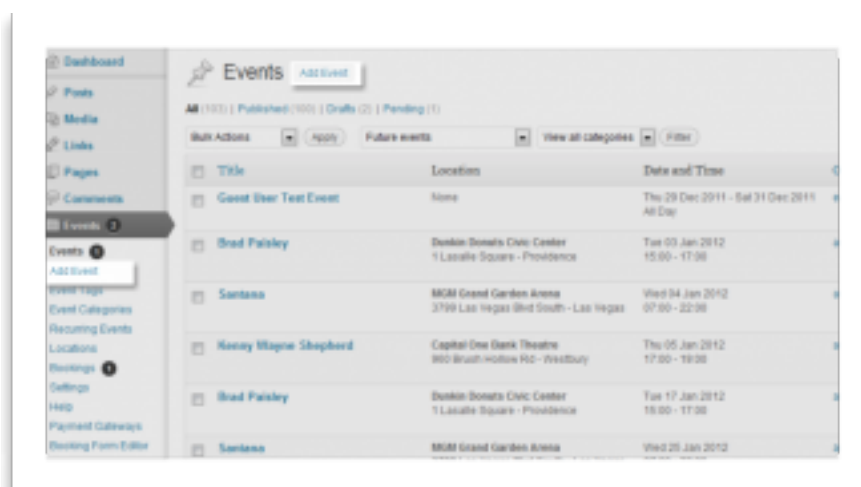 Dashboard
Posts
Media
Links
Pages
Comments
Events
Events
Add Event
Event Tags
Event Categories
Recurring Events
Locations
Bookings
Settings
Help
Payment Gateways
Booking Form Editor
Events Add Event
All (103) | Published (100) | Drafts (2) | Pending (1)
Bulk Actions Apply Future events View all categories Filter
Title Location Date and Time
Guest User Test Event None Thu 29 Dec 2011 - Sat 31 Dec 2011
All Day
Brad Paisley Dunkin Donuts Civic Center Tue 03 Jan 2012
1 Lasalle Square - Providence 15:00 - 17:00
Santana MGM Grand Garden Arena Wed 04 Jan 2012
3799 Las Vegas Blvd South - Las Vegas 07:00 - 22:00
Kenny Wayne Shepherd Capital One Bank Theatre Thu 05 Jan 2012
960 Brush Hollow Rd - Westbury 17:00 - 19:00
Brad Paisley Dunkin Donuts Civic Center Tue 17 Jan 2012
1 Lasalle Square - Providence 15:00 - 17:00
Santana MGM Grand Garden Arena Wed 25 Jan 2012